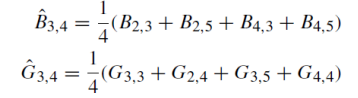 B̂3,4 = 1/4 (B2,3 + B2,5 + B4,3 + B4,5)
Ĝ3,4 = 1/4 (G3,3 + G2,4 + G3,5 + G4,4)